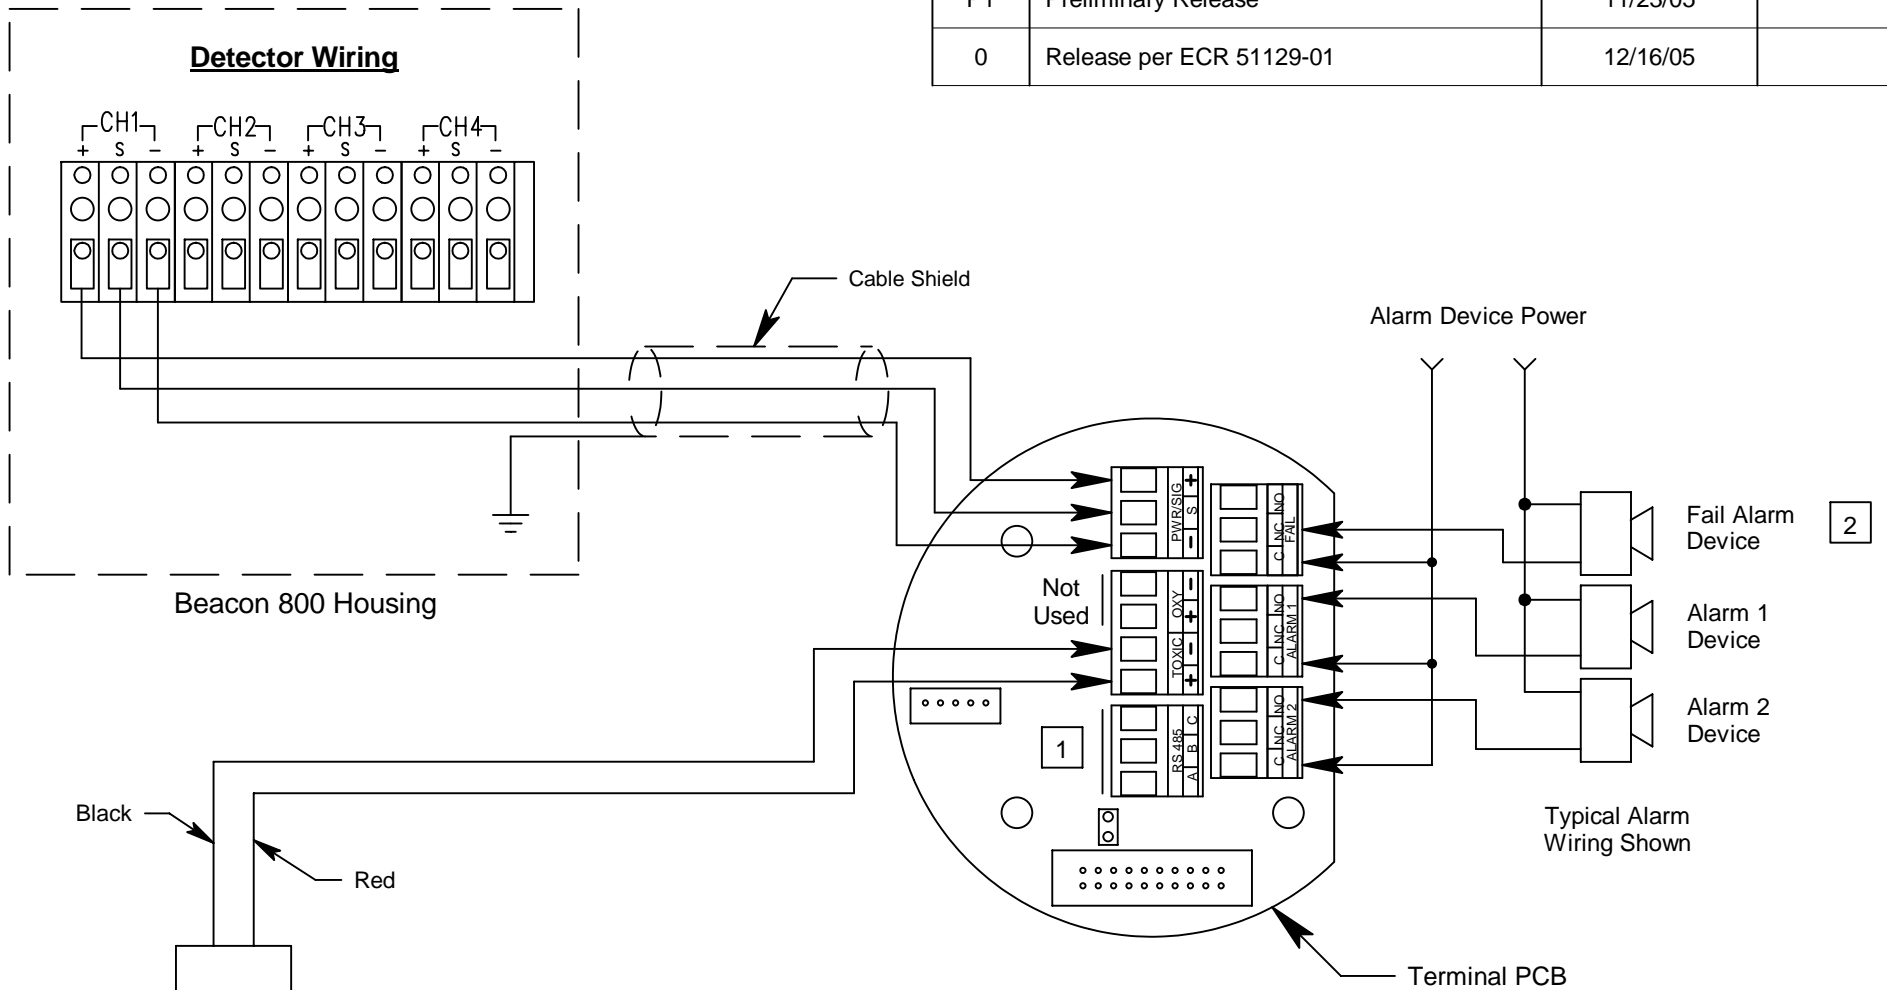 P1 Preliminary Release 11/23/05
0 Release per ECR 51129-01 12/16/05
Detector Wiring
CH1 CH2 CH3 CH4
+ S - + S - + S - + S -
Cable Shield
Beacon 800 Housing
Alarm Device Power
PWR/SIG
+ S -
Not
Used
OXY
- +
TOXIC
- +
RS 485
A B C
1
FAIL
C NC NO
ALARM 1
C NC NO
ALARM 2
C NC NO
Fail Alarm
Device
2
Alarm 1
Device
Alarm 2
Device
Typical Alarm
Wiring Shown
Black
Red
Terminal PCB